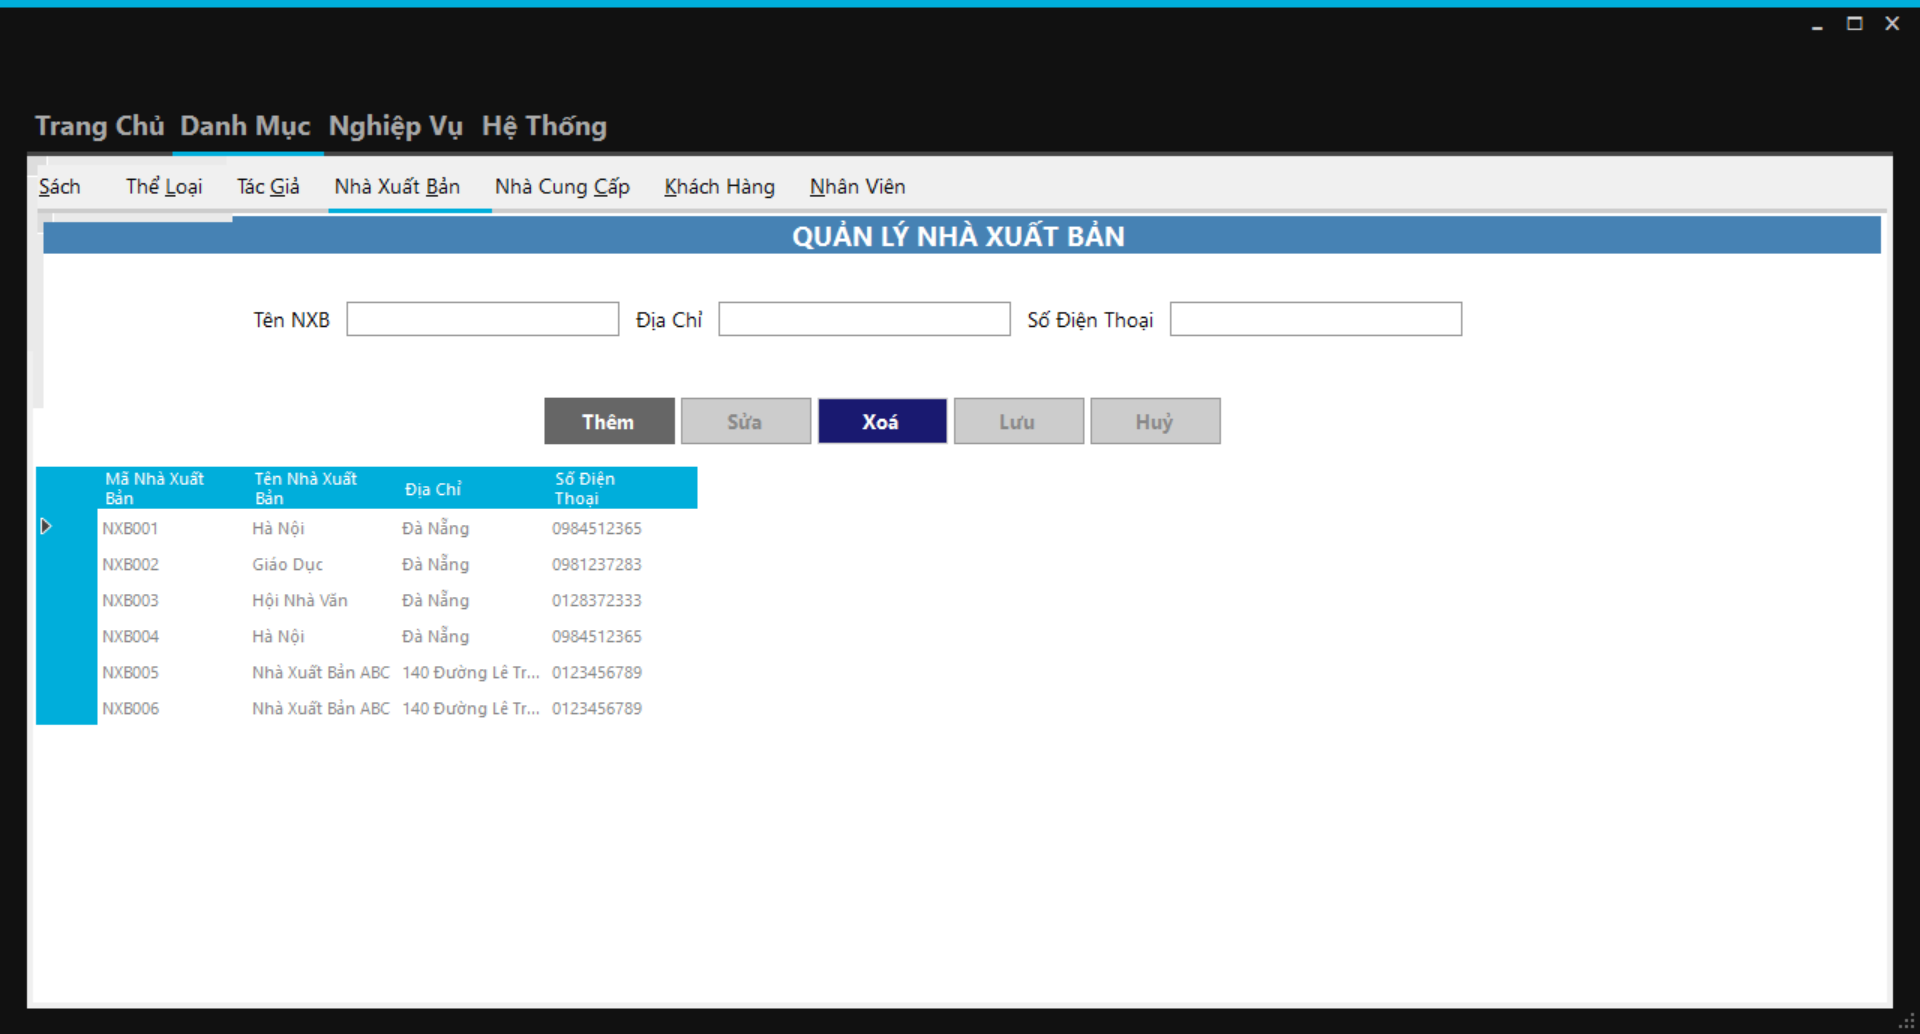 Trang Chủ Danh Mục Nghiệp Vụ Hệ Thống
Sách Thể Loại Tác Giả Nhà Xuất Bản Nhà Cung Cấp Khách Hàng Nhân Viên
QUẢN LÝ NHÀ XUẤT BẢN
Tên NXB Địa Chỉ Số Điện Thoại
Thêm Sửa Xoá Lưu Huỷ
Mã Nhà Xuất Bản Tên Nhà Xuất Bản Địa Chỉ Số Điện Thoại
NXB001 Hà Nội Đà Nẵng 0984512365
NXB002 Giáo Dục Đà Nẵng 0981237283
NXB003 Hội Nhà Văn Đà Nẵng 0128372333
NXB004 Hà Nội Đà Nẵng 0984512365
NXB005 Nhà Xuất Bản ABC 140 Đường Lê Tr... 0123456789
NXB006 Nhà Xuất Bản ABC 140 Đường Lê Tr... 0123456789